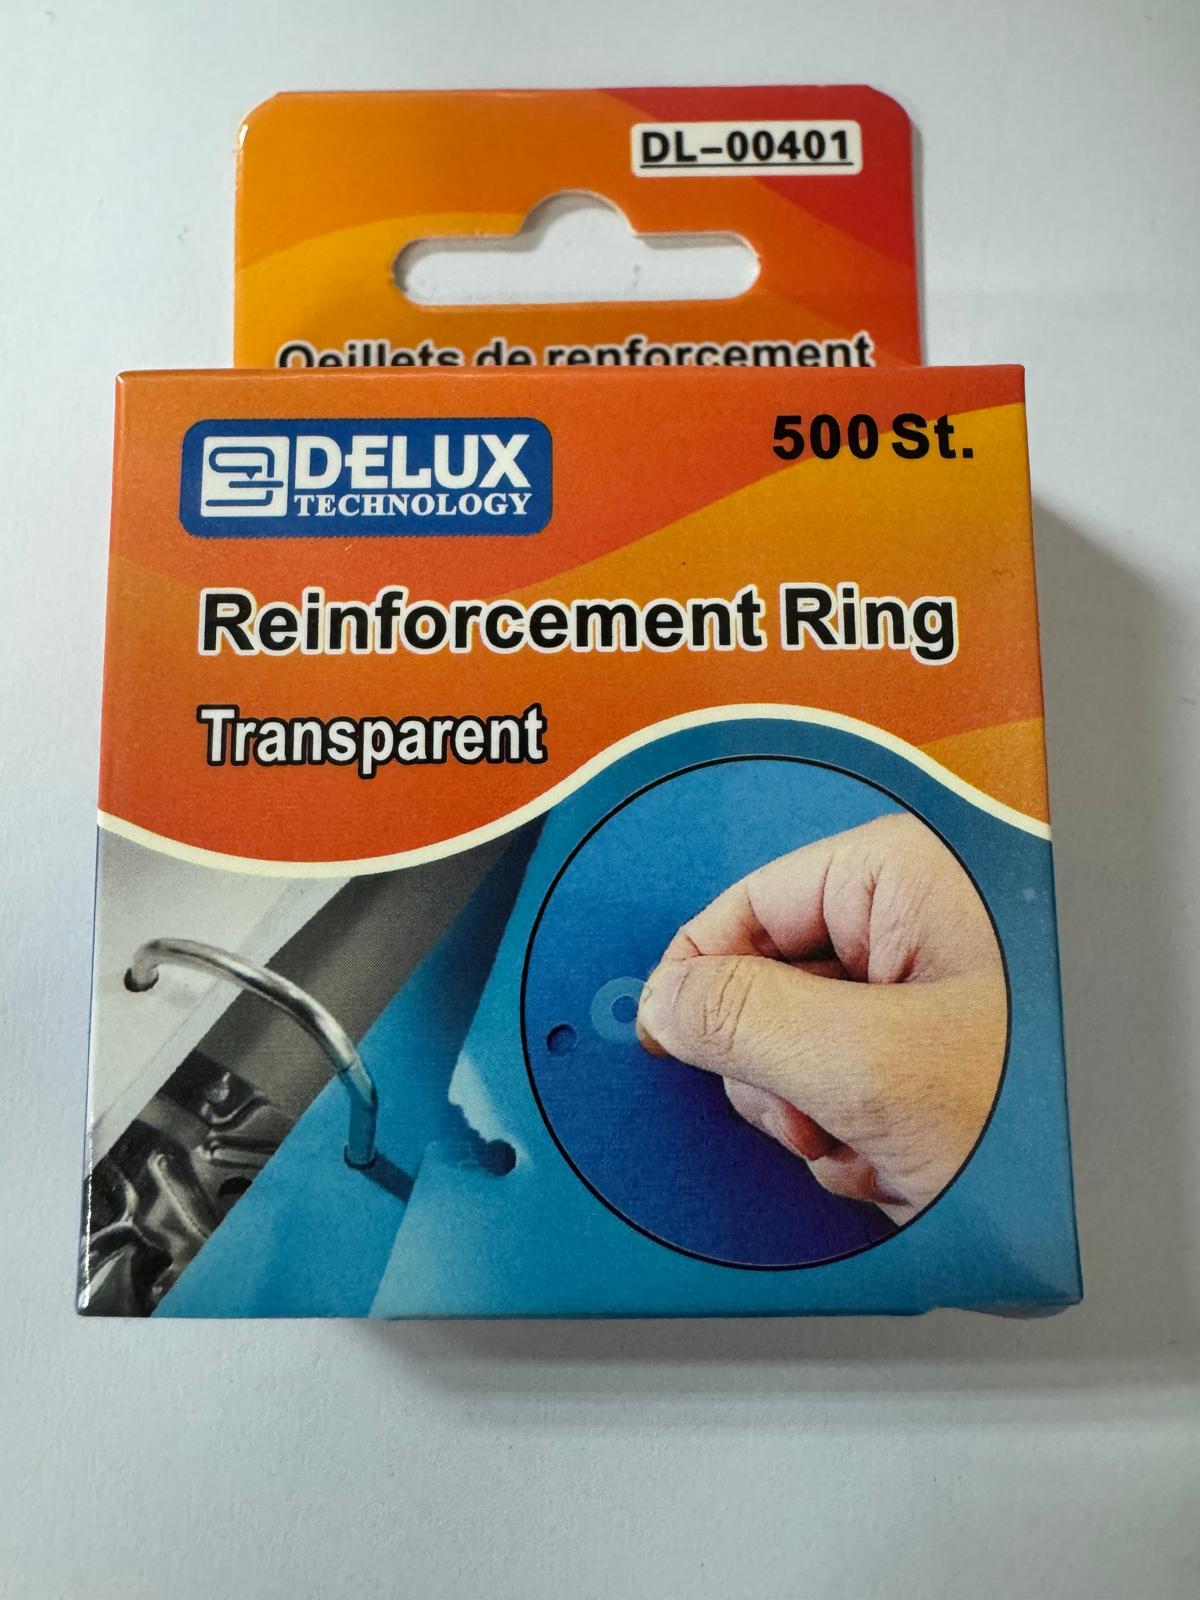 DL-00401
Oeillets de renforcement
DELUX
TECHNOLOGY
500 St.
Reinforcement Ring
Transparent